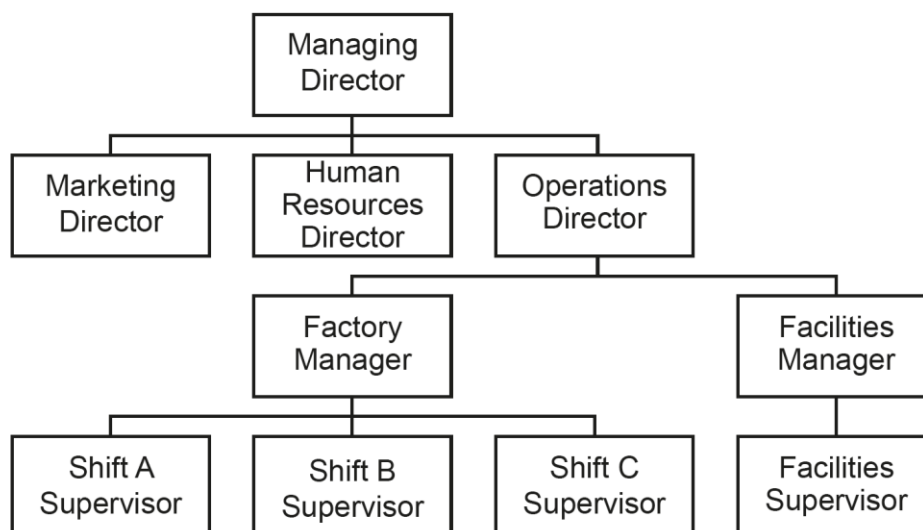 Managing
Director
Marketing
Director
Human
Resources
Director
Operations
Director
Factory
Manager
Facilities
Manager
Shift A
Supervisor
Shift B
Supervisor
Shift C
Supervisor
Facilities
Supervisor